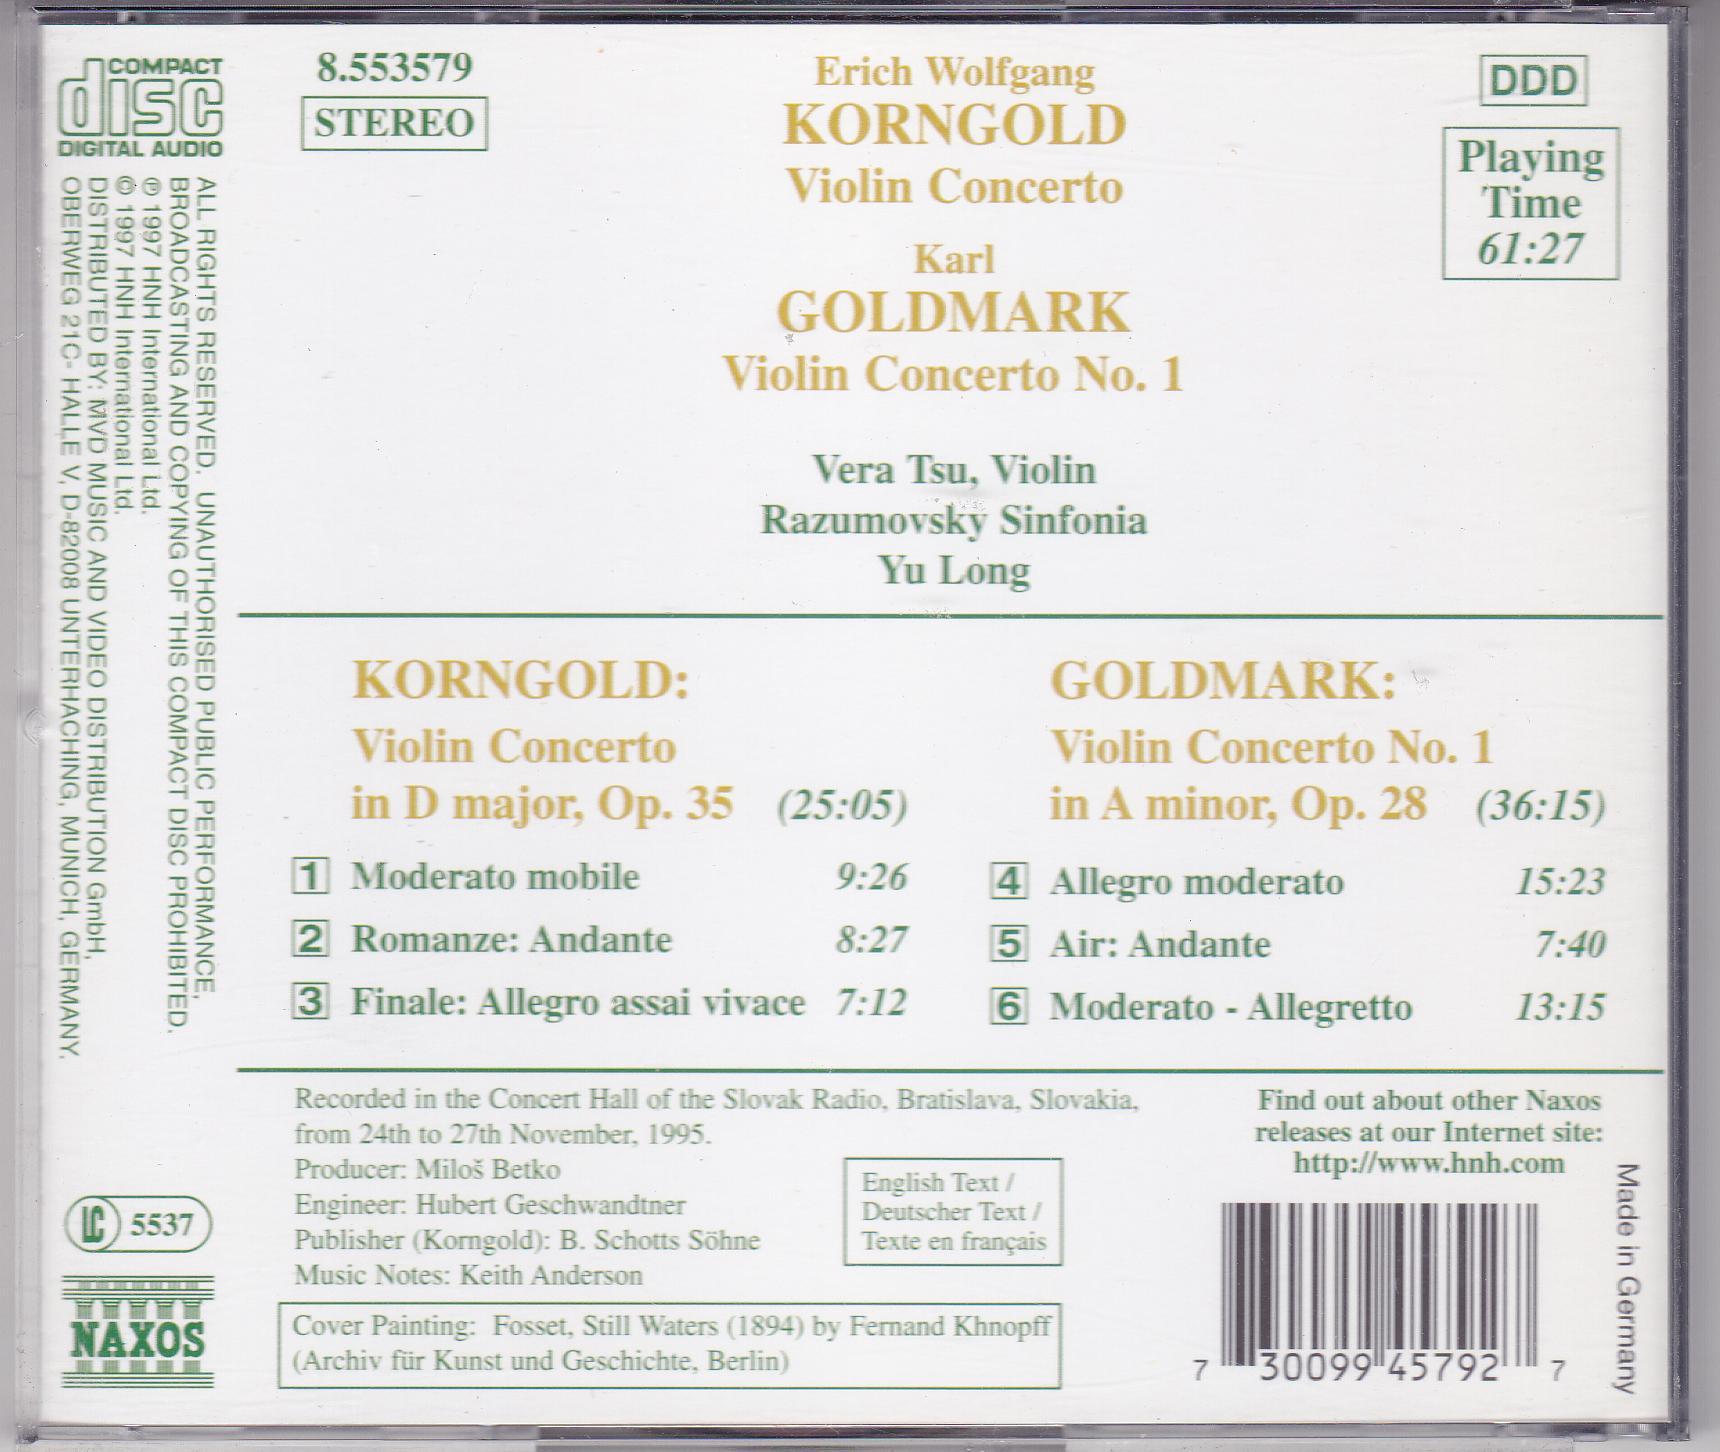 COMPACT
disc
DIGITAL AUDIO
8.553579
STEREO
Erich Wolfgang
KORNGOLD
Violin Concerto
Karl
GOLDMARK
Violin Concerto No. 1
DDD
Playing
Time
61:27
Vera Tsu, Violin
Razumovsky Sinfonia
Yu Long
ALL RIGHTS RESERVED. UNAUTHORISED PUBLIC PERFORMANCE,
BROADCASTING AND COPYING OF THIS COMPACT DISC PROHIBITED.
℗ 1997 HNH International Ltd.
© 1997 HNH International Ltd.
DISTRIBUTED BY: MVD MUSIC AND VIDEO DISTRIBUTION GmbH,
OBERWEG 21C- HALLE V, D-82008 UNTERHACHING, MUNICH, GERMANY.
KORNGOLD:
Violin Concerto
in D major, Op. 35 (25:05)
1 Moderato mobile 9:26
2 Romanze: Andante 8:27
3 Finale: Allegro assai vivace 7:12
GOLDMARK:
Violin Concerto No. 1
in A minor, Op. 28 (36:15)
4 Allegro moderato 15:23
5 Air: Andante 7:40
6 Moderato - Allegretto 13:15
Recorded in the Concert Hall of the Slovak Radio, Bratislava, Slovakia,
from 24th to 27th November, 1995.
Producer: Miloš Betko
Engineer: Hubert Geschwandtner
Publisher (Korngold): B. Schotts Söhne
Music Notes: Keith Anderson
English Text /
Deutscher Text /
Texte en français
Cover Painting: Fosset, Still Waters (1894) by Fernand Khnopff
(Archiv für Kunst und Geschichte, Berlin)
Find out about other Naxos
releases at our Internet site:
http://www.hnh.com
7 30099 45792 7
Made in Germany
LC 5537
NAXOS